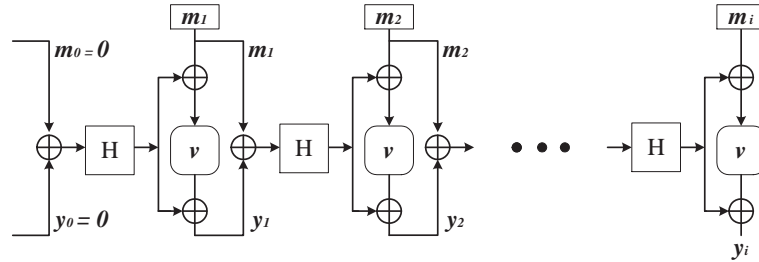 m1 m2 mi
m0 = 0 m1 m2
H v H v H v
y0 = 0 y1 y2
yi